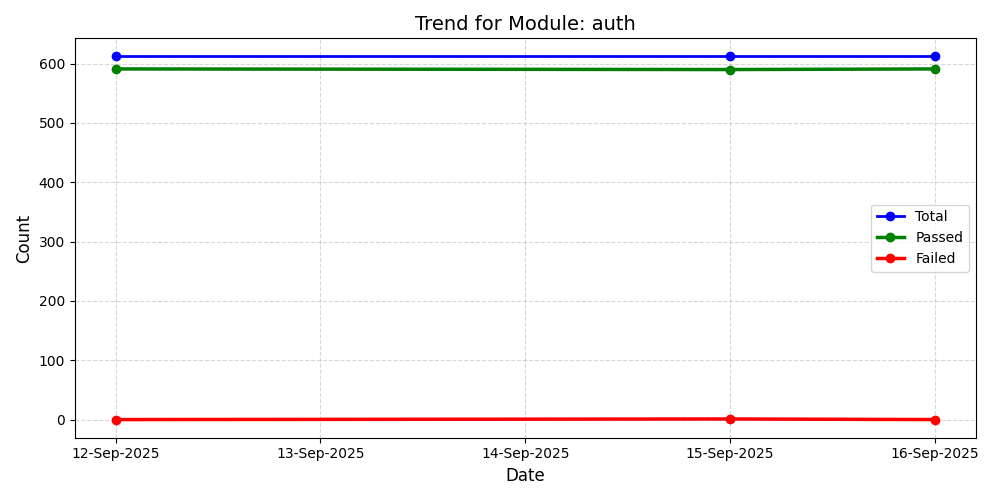 Trend for Module: auth
600
500
400
300
200
100
0
Count
Total
Passed
Failed
12-Sep-2025 13-Sep-2025 14-Sep-2025 15-Sep-2025 16-Sep-2025
Date